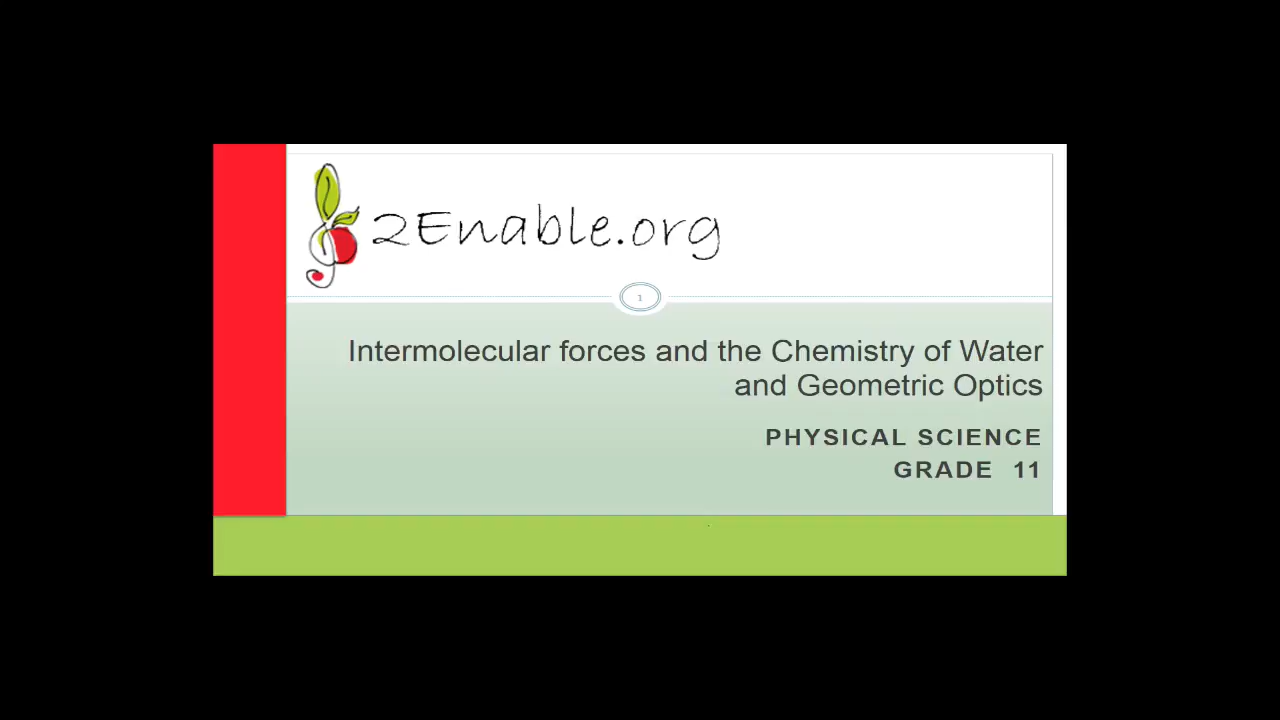 2Enable.org
1
Intermolecular forces and the Chemistry of Water
and Geometric Optics
PHYSICAL SCIENCE
GRADE 11